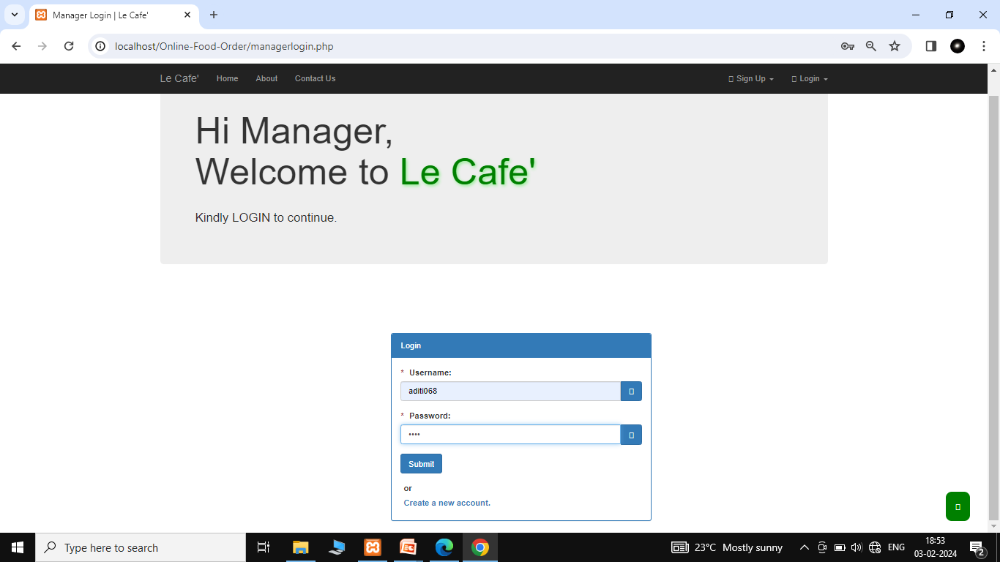 Manager Login | Le Cafe'
localhost/Online-Food-Order/managerlogin.php
Le Cafe' Home About Contact Us Sign Up Login
Hi Manager,
Welcome to Le Cafe'
Kindly LOGIN to continue.
Login
* Username:
aditi068
* Password:
••••
Submit
or
Create a new account.
Type here to search
23°C Mostly sunny
ENG
18:53
03-02-2024
2